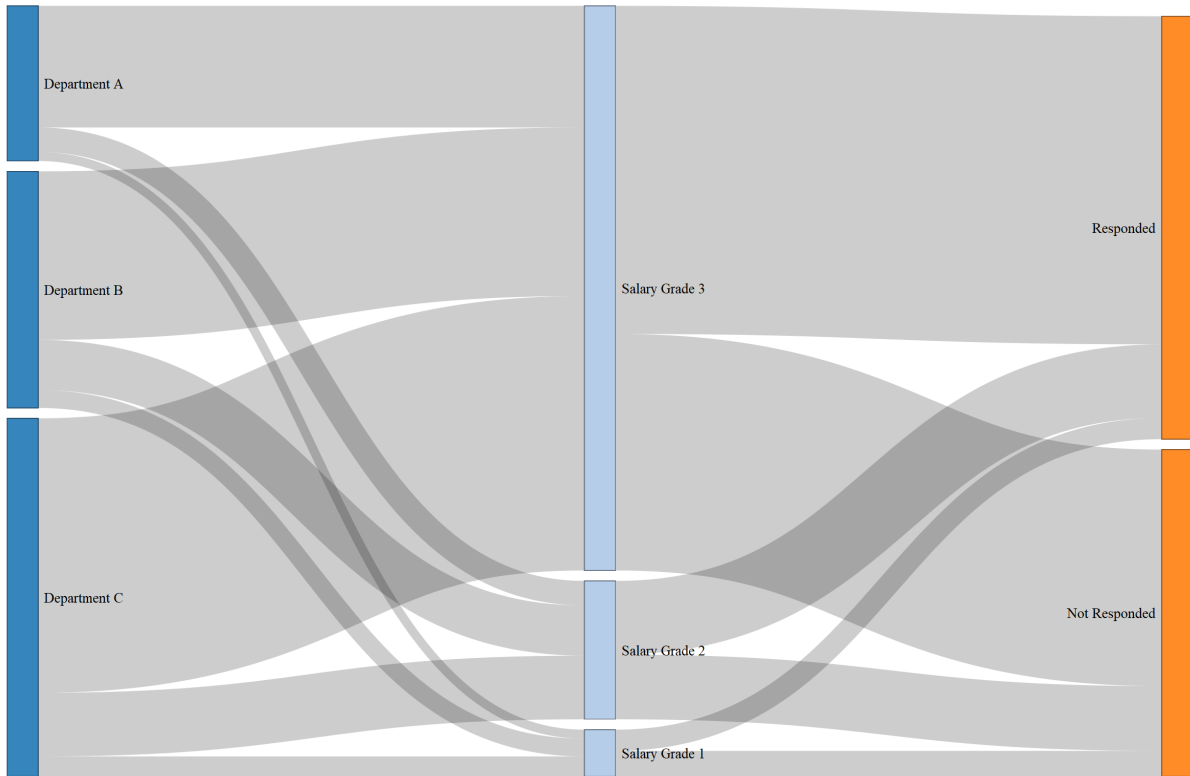 Department A
Department B
Department C
Salary Grade 3
Salary Grade 2
Salary Grade 1
Responded
Not Responded